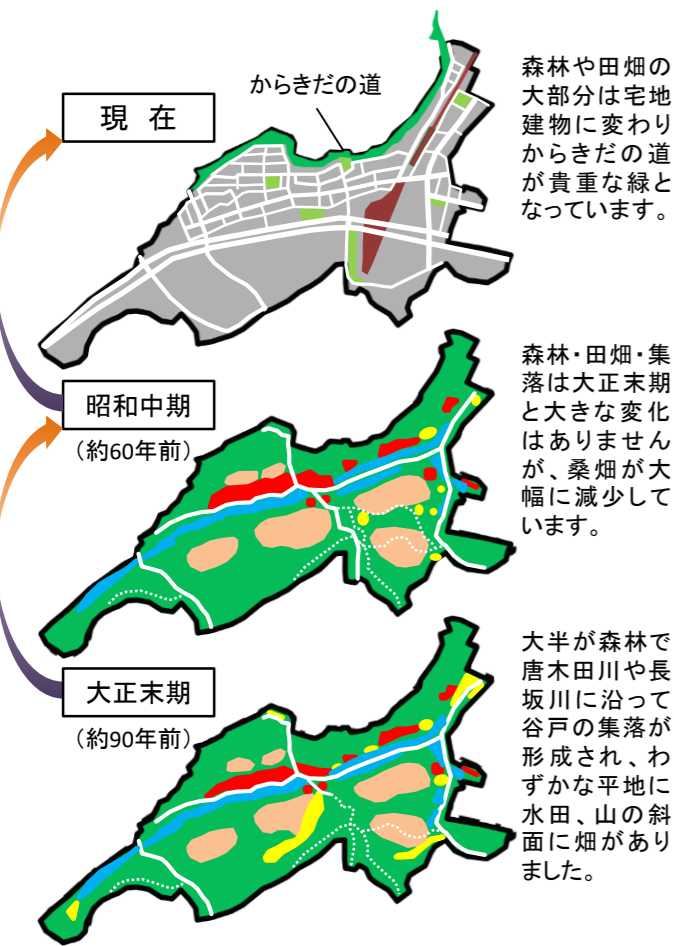 からきだの道
現 在
森林や田畑の
大部分は宅地
建物に変わり
からきだの道
が貴重な緑と
なっています。
昭和中期
（約60年前）
森林・田畑・集
落は大正末期
と大きな変化
はありません
が、桑畑が大
幅に減少して
います。
大正末期
（約90年前）
大半が森林で
唐木田川や長
坂川に沿って
谷戸の集落が
形成され、わ
ずかな平地に
水田、山の斜
面に畑があり
ました。